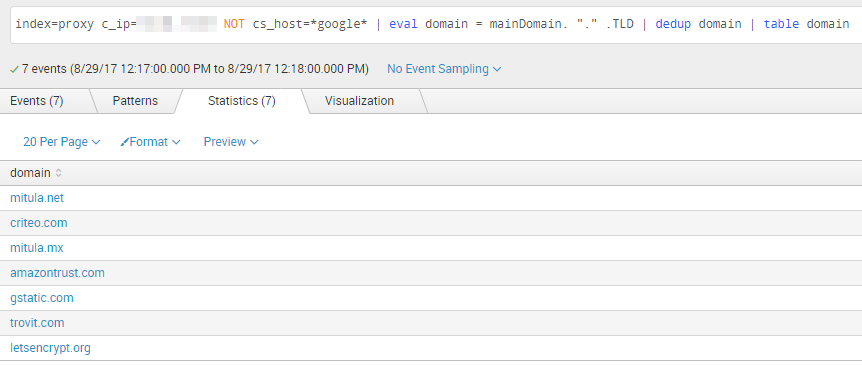 index=proxy c_ip= NOT cs_host=*google* | eval domain = mainDomain. "." .TLD | dedup domain | table domain
✓ 7 events (8/29/17 12:17:00.000 PM to 8/29/17 12:18:00.000 PM) No Event Sampling
Events (7) Patterns Statistics (7) Visualization
20 Per Page Format Preview
domain
mitula.net
criteo.com
mitula.mx
amazontrust.com
gstatic.com
trovit.com
letsencrypt.org